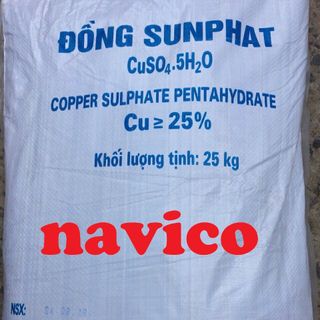 ĐỒNG SUNPHAT
CuSO₄.5H₂O
COPPER SULPHATE PENTAHYDRATE
Cu ≥ 25%
Khối lượng tịnh: 25 kg
navico
NSX: